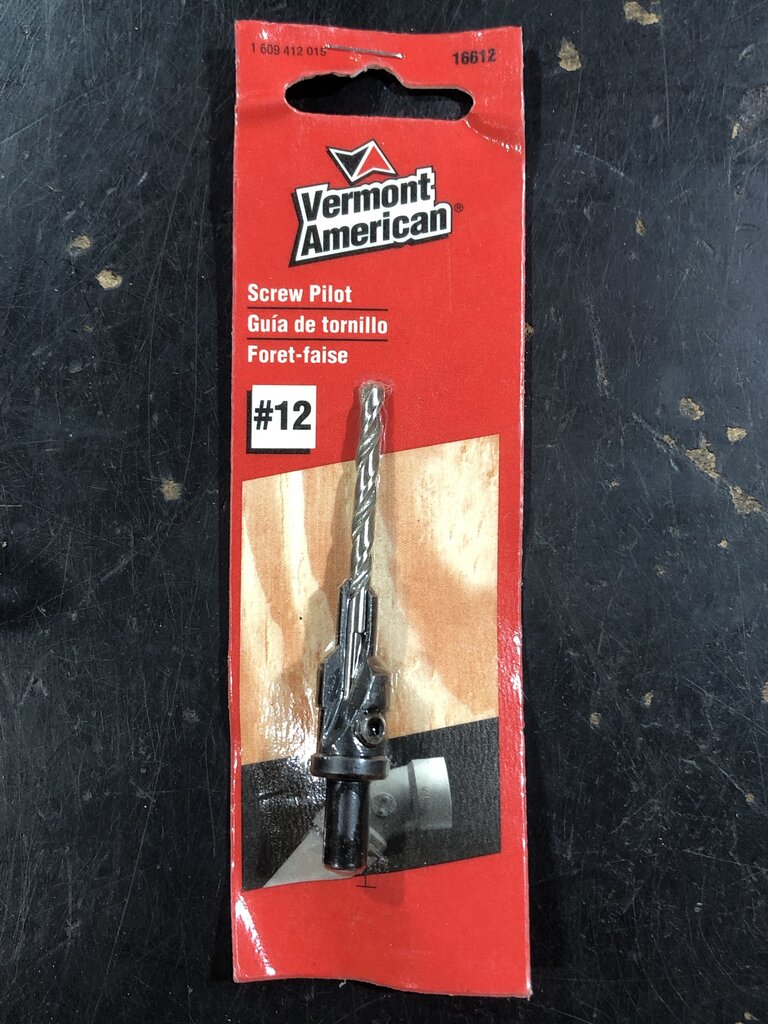 1 609 412 015
16612
Vermont
American®
Screw Pilot
Guía de tornillo
Foret-faise
#12